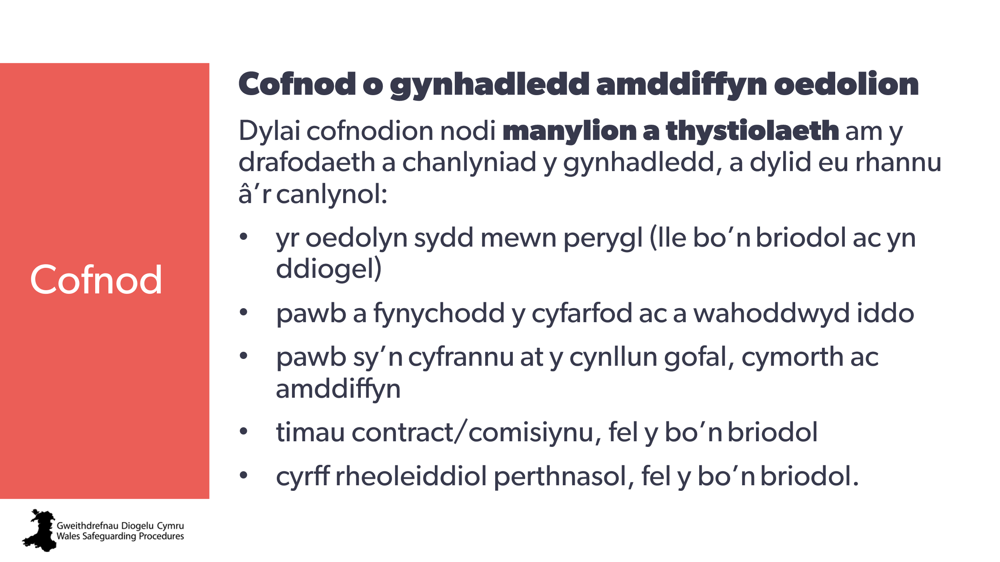 Cofnod
Cofnod o gynhadledd amddiffyn oedolion
Dylai cofnodion nodi manylion a thystiolaeth am y
drafodaeth a chanlyniad y gynhadledd, a dylid eu rhannu
â’r canlynol:
• yr oedolyn sydd mewn perygl (lle bo’n briodol ac yn
ddiogel)
• pawb a fynychodd y cyfarfod ac a wahoddwyd iddo
• pawb sy’n cyfrannu at y cynllun gofal, cymorth ac
amddiffyn
• timau contract/comisiynu, fel y bo’n briodol
• cyrff rheoleiddiol perthnasol, fel y bo’n briodol.
Gweithdrefnau Diogelu Cymru
Wales Safeguarding Procedures